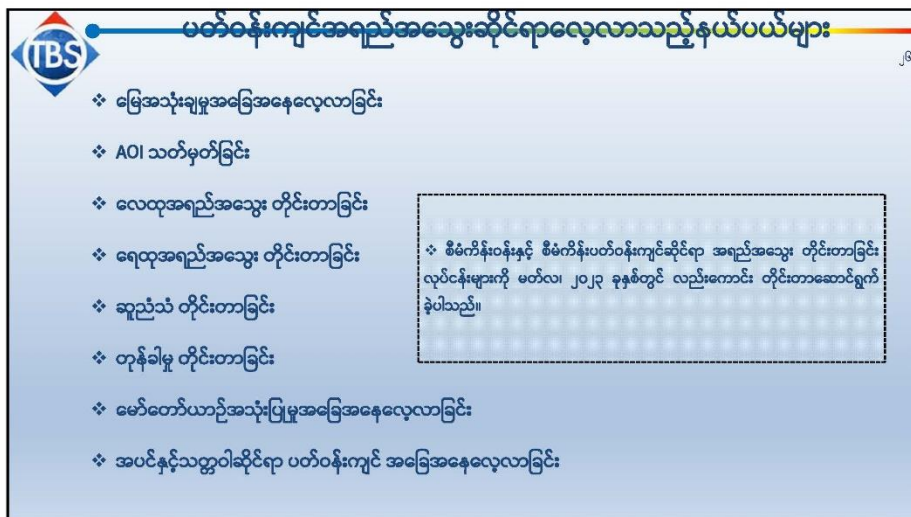 ပတ်ဝန်းကျင်အရည်အသွေးဆိုင်ရာလေ့လာသည့်နယ်ပယ်များ
TBS
၂၆
❖ မြေအသုံးချမှုအခြေအနေလေ့လာခြင်း
❖ AOI သတ်မှတ်ခြင်း
❖ လေထုအရည်အသွေး တိုင်းတာခြင်း
❖ ရေထုအရည်အသွေး တိုင်းတာခြင်း
❖ ဆူညံသံ တိုင်းတာခြင်း
❖ တုန်ခါမှု တိုင်းတာခြင်း
❖ မော်တော်ယာဉ်အသုံးပြုမှုအခြေအနေလေ့လာခြင်း
❖ အပင်နှင့်သတ္တဝါဆိုင်ရာ ပတ်ဝန်းကျင် အခြေအနေလေ့လာခြင်း
❖ စီမံကိန်းဝန်းနှင့် စီမံကိန်းပတ်ဝန်းကျင်ဆိုင်ရာ အရည်အသွေး တိုင်းတာခြင်း
လုပ်ငန်းများကို မတ်လ၊ ၂၀၂၃ ခုနှစ်တွင် လည်းကောင်း တိုင်းတာဆောင်ရွက်
ခဲ့ပါသည်။